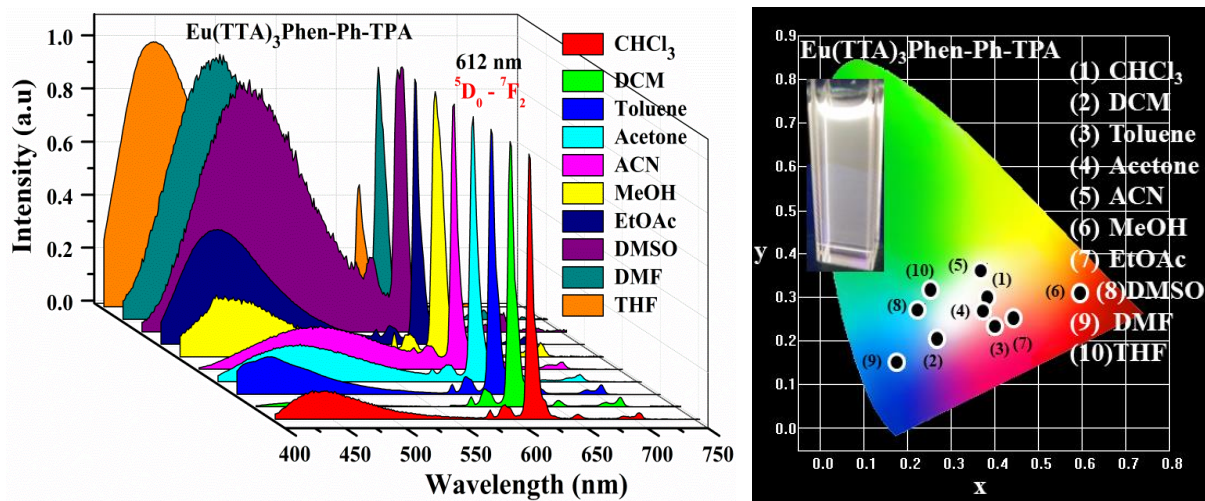 Eu(TTA)₃Phen-Ph-TPA
612 nm
⁵D₀ - ⁷F₂
Intensity (a.u)
1.0
0.8
0.6
0.4
0.2
0.0
CHCl₃
DCM
Toluene
Acetone
ACN
MeOH
EtOAc
DMSO
DMF
THF
400 450 500 550 600 650 700 750
Wavelength (nm)
Eu(TTA)₃Phen-Ph-TPA
(1) CHCl₃
(2) DCM
(3) Toluene
(4) Acetone
(5) ACN
(6) MeOH
(7) EtOAc
(8)DMSO
(9) DMF
(10)THF
0.9
0.8
0.7
0.6
0.5
0.4
0.3
0.2
0.1
0.0
y
(10) (5) (1)
(8) (4) (6)
(9) (2) (3) (7)
0.0 0.1 0.2 0.3 0.4 0.5 0.6 0.7 0.8
x